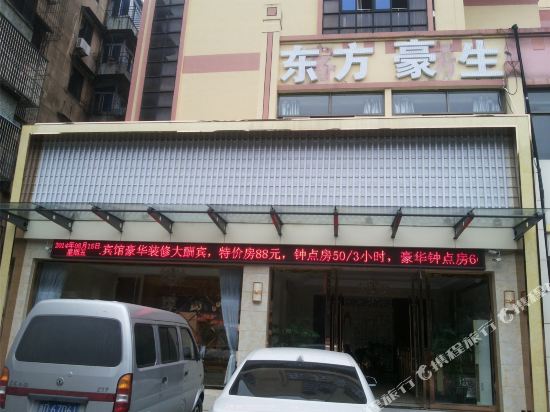 东方豪生
2014年08月15日
星期五
宾馆豪华装修大酬宾，特价房88元，钟点房50/3小时，豪华钟点房6
@携程旅行